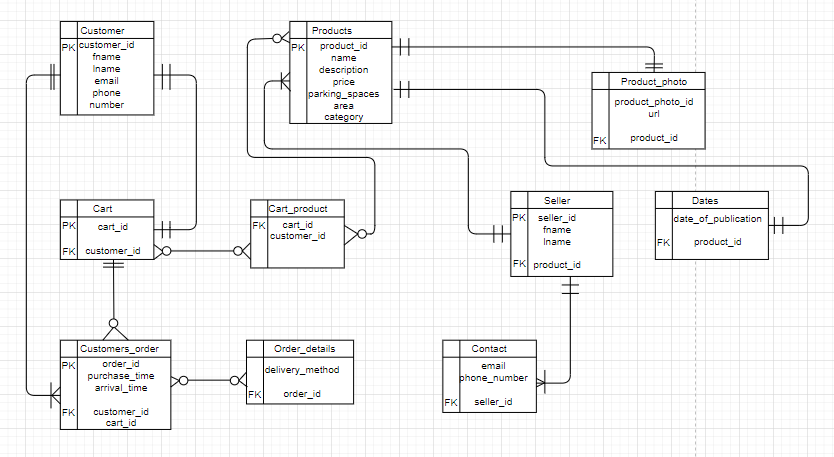 Customer
PK customer_id
fname
lname
email
phone
number
Products
PK product_id
name
description
price
parking_spaces
area
category
Product_photo
product_photo_id
url
FK product_id
Cart
PK cart_id
FK customer_id
Cart_product
FK cart_id
customer_id
Seller
PK seller_id
fname
lname
FK product_id
Dates
date_of_publication
FK product_id
Customers_order
PK order_id
purchase_time
arrival_time
FK customer_id
cart_id
Order_details
delivery_method
FK order_id
Contact
email
phone_number
FK seller_id